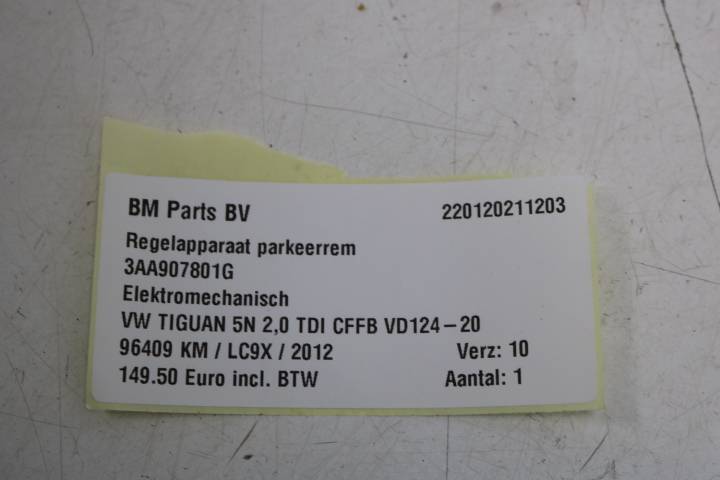 BM Parts BV 220120211203
Regelapparaat parkeerrem
3AA907801G
Elektromechanisch
VW TIGUAN 5N 2,0 TDI CFFB VD124-20
96409 KM / LC9X / 2012 Verz: 10
149.50 Euro incl. BTW Aantal: 1